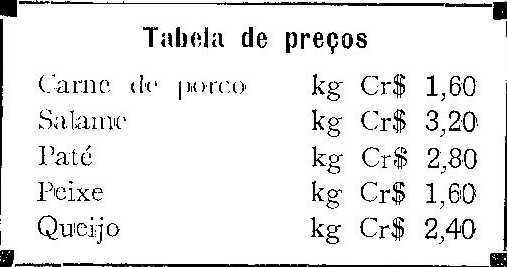 Tabela de preços
Carne de porco kg Cr$ 1,60
Salame kg Cr$ 3,20
Paté kg Cr$ 2,80
Peixe kg Cr$ 1,60
Queijo kg Cr$ 2,40